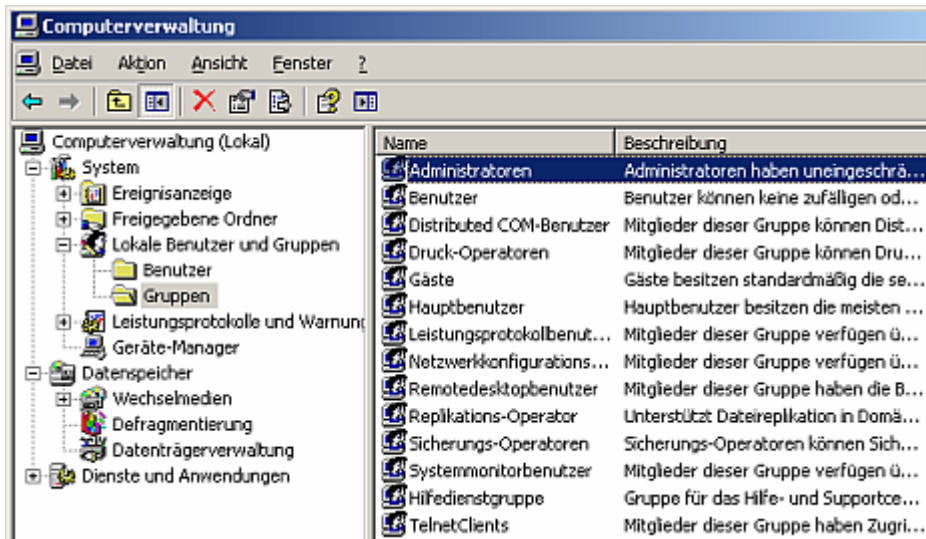 Computerverwaltung
Datei Aktion Ansicht Fenster ?
Computerverwaltung (Lokal)
System
Ereignisanzeige
Freigegebene Ordner
Lokale Benutzer und Gruppen
Benutzer
Gruppen
Leistungsprotokolle und Warnung
Geräte-Manager
Datenspeicher
Wechselmedien
Defragmentierung
Datenträgerverwaltung
Dienste und Anwendungen
Name Beschreibung
Administratoren Administratoren haben uneingeschrä...
Benutzer Benutzer können keine zufälligen od...
Distributed COM-Benutzer Mitglieder dieser Gruppe können Dist...
Druck-Operatoren Mitglieder dieser Gruppe können Dru...
Gäste Gäste besitzen standardmäßig die se...
Hauptbenutzer Hauptbenutzer besitzen die meisten ...
Leistungsprotokollbenut... Mitglieder dieser Gruppe verfügen ü...
Netzwerkkonfigurations... Mitglieder dieser Gruppe verfügen ü...
Remotedesktopbenutzer Mitglieder dieser Gruppe haben die B...
Replikations-Operator Unterstützt Dateireplikation in Domä...
Sicherungs-Operatoren Sicherungs-Operatoren können Sich...
Systemmonitorbenutzer Mitglieder dieser Gruppe verfügen ü...
Hilfedienstgruppe Gruppe für das Hilfe- und Supportce...
TelnetClients Mitglieder dieser Gruppe haben Zugri...